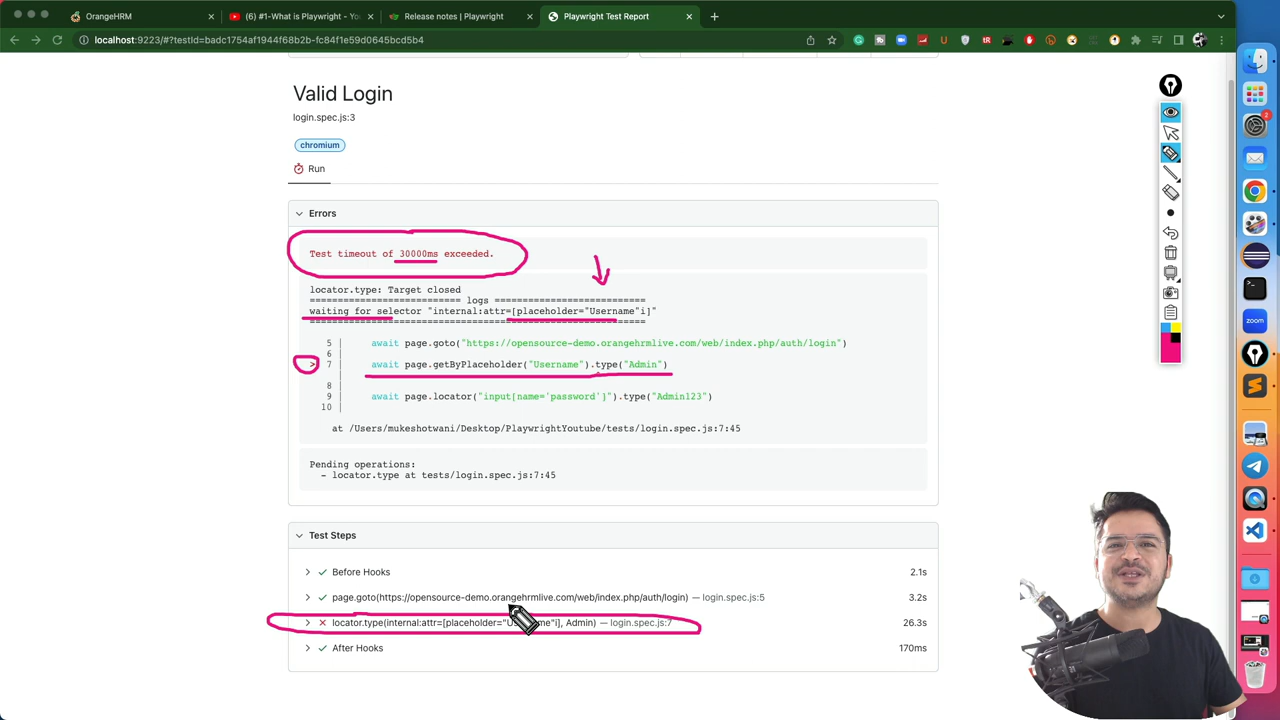 OrangeHRM
(6) #1-What is Playwright - You
Release notes | Playwright
Playwright Test Report
localhost:9223/#?testId=badc1754af1944f68b2b-fc84f1e59d0645bcd5b4
Valid Login
login.spec.js:3
chromium
Run
Errors
Test timeout of 30000ms exceeded.
locator.type: Target closed
=========================== logs ===========================
waiting for selector "internal:attr=[placeholder="Username"i]"
============================================================
5 | await page.goto("https://opensource-demo.orangehrmlive.com/web/index.php/auth/login")
6 |
> 7 | await page.getByPlaceholder("Username").type("Admin")
|
8 |
9 | await page.locator("input[name='password']").type("Admin123")
10 |
at /Users/mukeshotwani/Desktop/PlaywrightYoutube/tests/login.spec.js:7:45
Pending operations:
- locator.type at tests/login.spec.js:7:45
Test Steps
Before Hooks 2.1s
page.goto(https://opensource-demo.orangehrmlive.com/web/index.php/auth/login) — login.spec.js:5 3.2s
locator.type(internal:attr=[placeholder="Username"i], Admin) — login.spec.js:7 26.3s
After Hooks 170ms
zoom